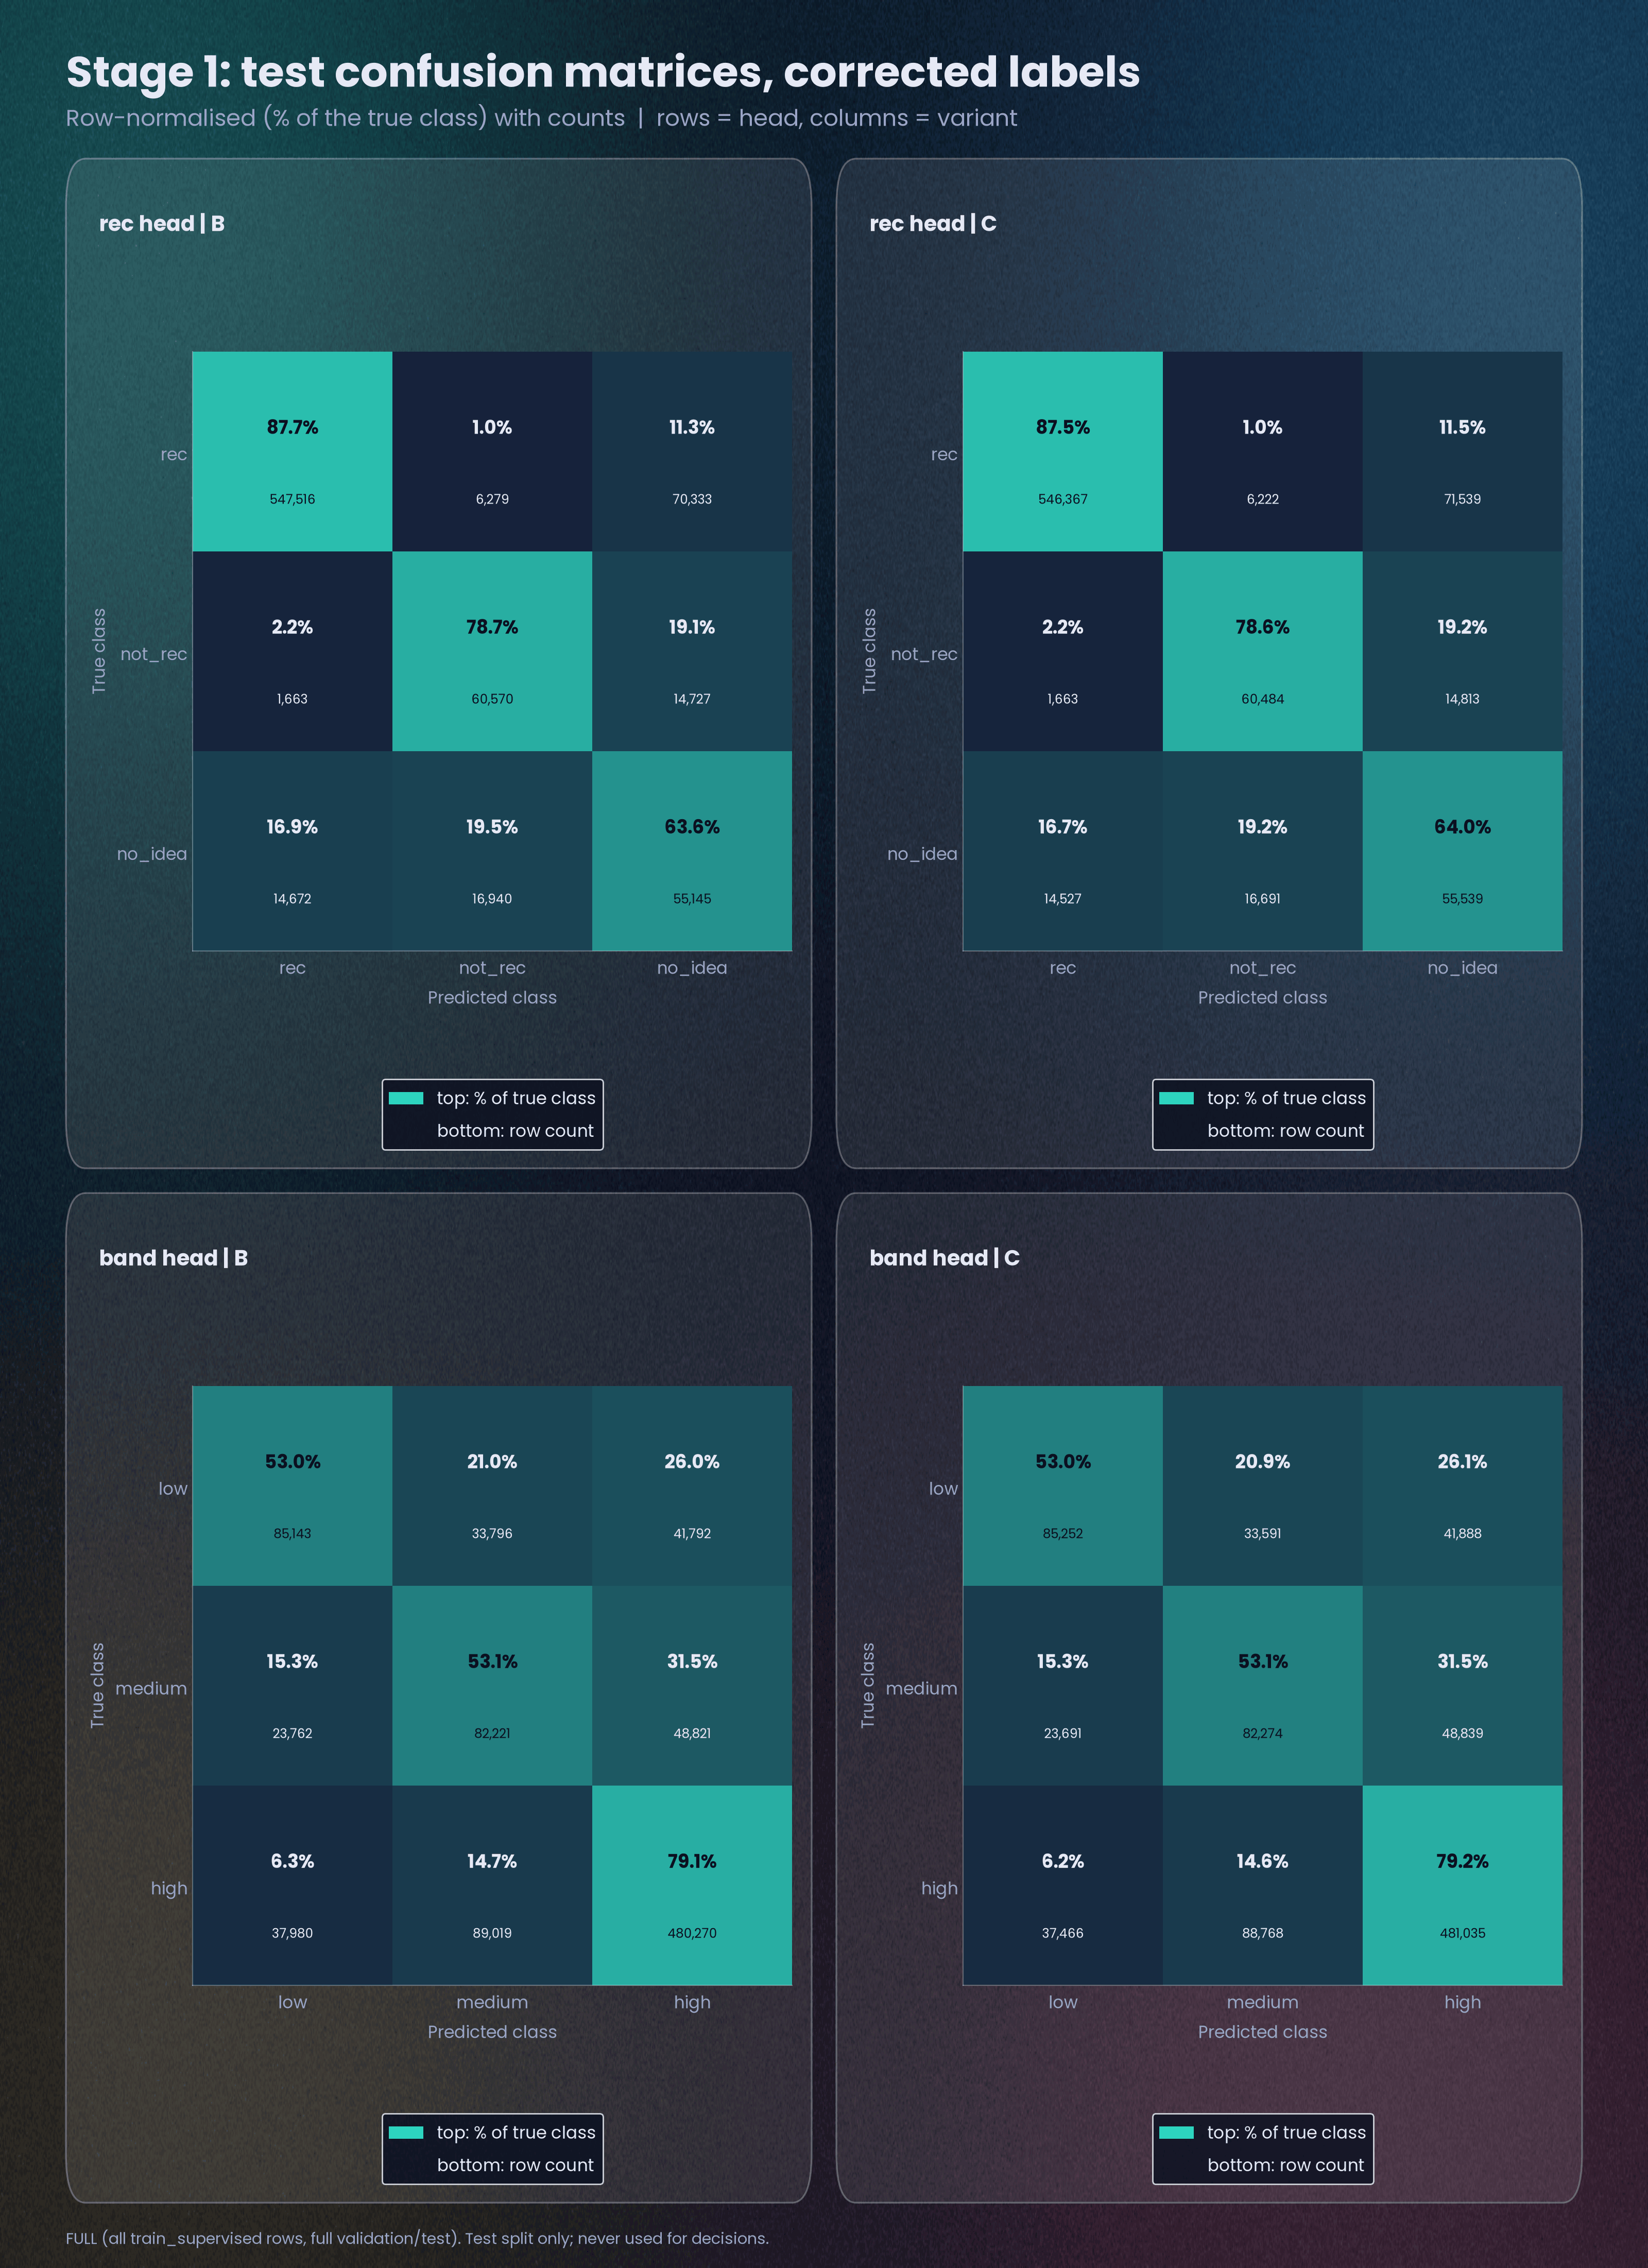 Stage 1: test confusion matrices, corrected labels
Row-normalised (% of the true class) with counts | rows = head, columns = variant
rec head | B
True class
rec
87.7% 1.0% 11.3%
547,516 6,279 70,333
not_rec
2.2% 78.7% 19.1%
1,663 60,570 14,727
no_idea
16.9% 19.5% 63.6%
14,672 16,940 55,145
rec not_rec no_idea
Predicted class
top: % of true class
bottom: row count
rec head | C
True class
rec
87.5% 1.0% 11.5%
546,367 6,222 71,539
not_rec
2.2% 78.6% 19.2%
1,663 60,484 14,813
no_idea
16.7% 19.2% 64.0%
14,527 16,691 55,539
rec not_rec no_idea
Predicted class
top: % of true class
bottom: row count
band head | B
True class
low
53.0% 21.0% 26.0%
85,143 33,796 41,792
medium
15.3% 53.1% 31.5%
23,762 82,221 48,821
high
6.3% 14.7% 79.1%
37,980 89,019 480,270
low medium high
Predicted class
top: % of true class
bottom: row count
band head | C
True class
low
53.0% 20.9% 26.1%
85,252 33,591 41,888
medium
15.3% 53.1% 31.5%
23,691 82,274 48,839
high
6.2% 14.6% 79.2%
37,466 88,768 481,035
low medium high
Predicted class
top: % of true class
bottom: row count
FULL (all train_supervised rows, full validation/test). Test split only; never used for decisions.